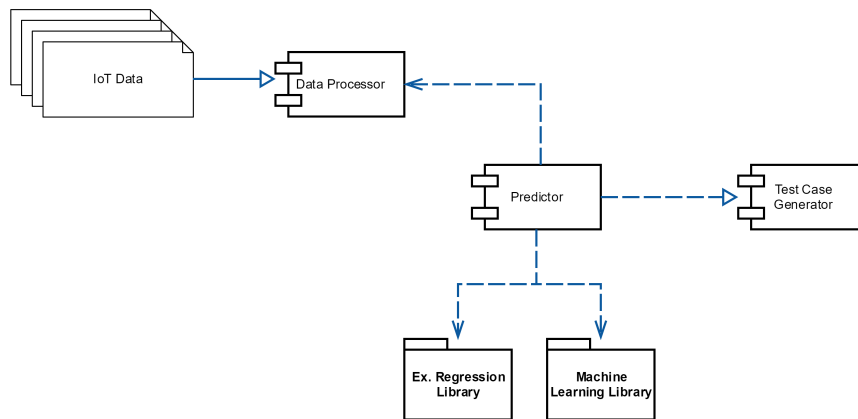 IoT Data
Data Processor
Predictor
Test Case
Generator
Ex. Regression
Library
Machine
Learning Library